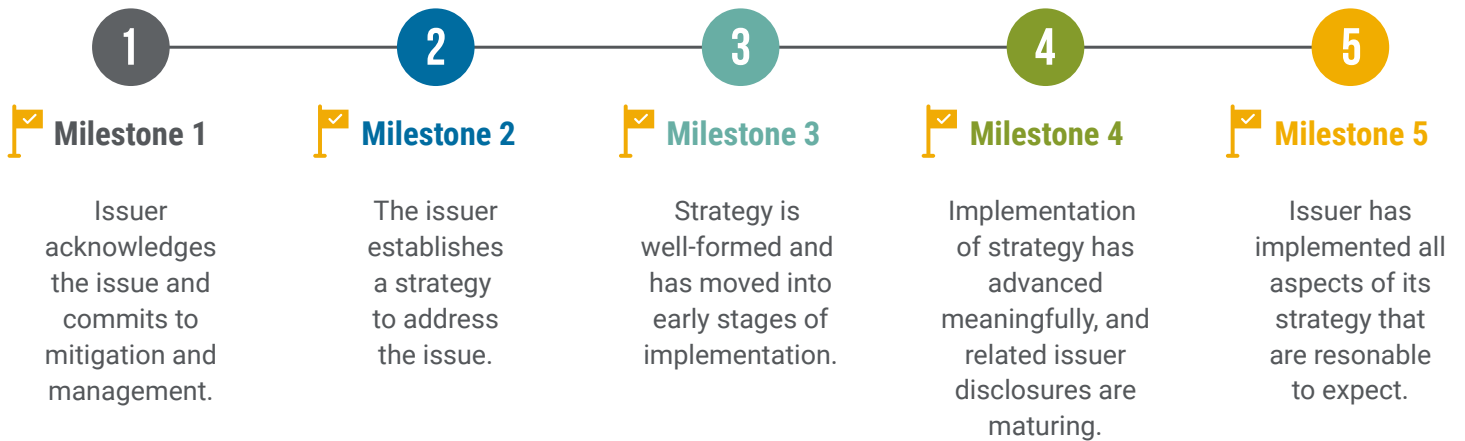 1
2
3
4
5
Milestone 1
Milestone 2
Milestone 3
Milestone 4
Milestone 5
Issuer
acknowledges
the issue and
commits to
mitigation and
management.
The issuer
establishes
a strategy
to address
the issue.
Strategy is
well-formed and
has moved into
early stages of
implementation.
Implementation
of strategy has
advanced
meaningfully, and
related issuer
disclosures are
maturing.
Issuer has
implemented all
aspects of its
strategy that
are resonable
to expect.